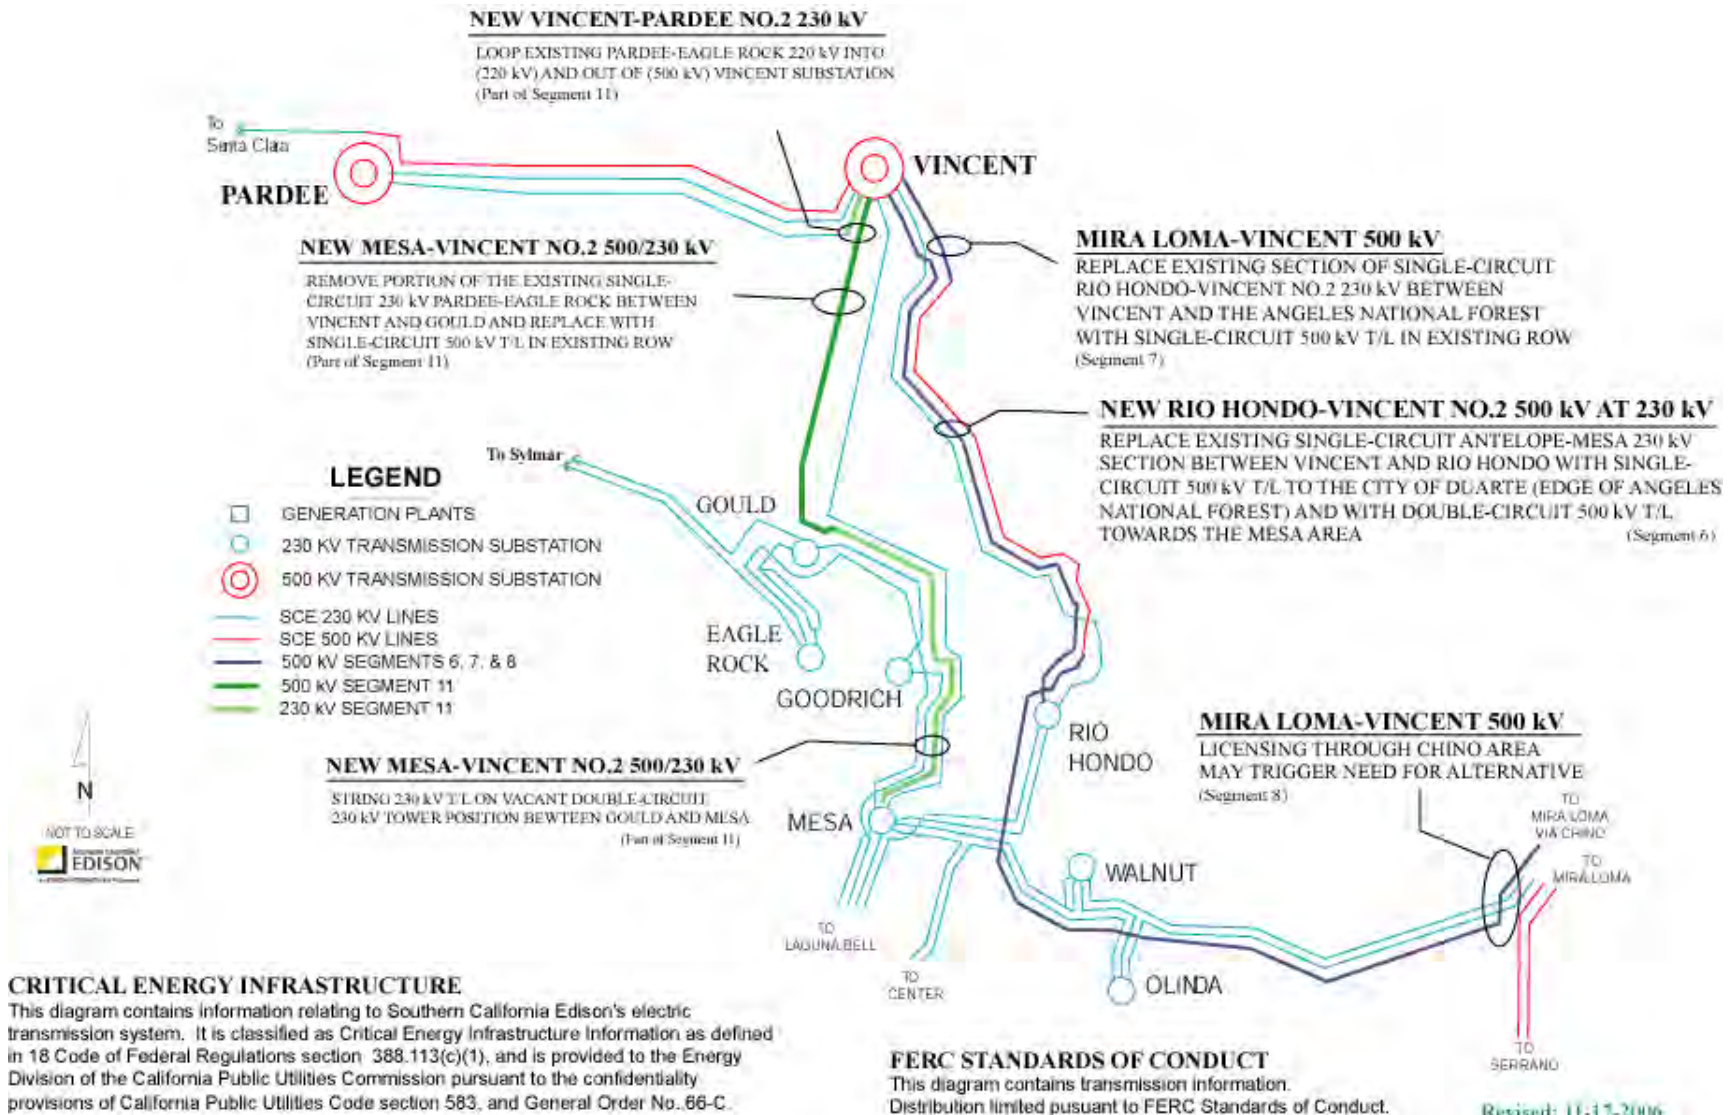 NEW VINCENT-PARDEE NO.2 230 kV
LOOP EXISTING PARDEE-EAGLE ROCK 220 kV INTO
(220 kV) AND OUT OF (500 kV) VINCENT SUBSTATION
(Part of Segment 11)
To
Santa Clara
PARDEE
VINCENT
NEW MESA-VINCENT NO.2 500/230 kV
REMOVE PORTION OF THE EXISTING SINGLE-
CIRCUIT 230 kV PARDEE-EAGLE ROCK BETWEEN
VINCENT AND GOULD AND REPLACE WITH
SINGLE-CIRCUIT 500 kV T/L IN EXISTING ROW
(Part of Segment 11)
MIRA LOMA-VINCENT 500 kV
REPLACE EXISTING SECTION OF SINGLE-CIRCUIT
RIO HONDO-VINCENT NO.2 230 kV BETWEEN
VINCENT AND THE ANGELES NATIONAL FOREST
WITH SINGLE-CIRCUIT 500 kV T/L IN EXISTING ROW
(Segment 7)
NEW RIO HONDO-VINCENT NO.2 500 kV AT 230 kV
REPLACE EXISTING SINGLE-CIRCUIT ANTELOPE-MESA 230 kV
SECTION BETWEEN VINCENT AND RIO HONDO WITH SINGLE-
CIRCUIT 500 kV T/L TO THE CITY OF DUARTE (EDGE OF ANGELES
NATIONAL FOREST) AND WITH DOUBLE-CIRCUIT 500 kV T/L
TOWARDS THE MESA AREA (Segment 6)
To Sylmar
LEGEND
GENERATION PLANTS
230 KV TRANSMISSION SUBSTATION
500 KV TRANSMISSION SUBSTATION
SCE 230 KV LINES
SCE 500 KV LINES
500 kV SEGMENTS 6, 7, & 8
500 kV SEGMENT 11
230 kV SEGMENT 11
GOULD
EAGLE
ROCK
GOODRICH
RIO
HONDO
NEW MESA-VINCENT NO.2 500/230 kV
STRING 230 kV T/L ON VACANT DOUBLE-CIRCUIT
230 kV TOWER POSITION BEWTEEN GOULD AND MESA
(Part of Segment 11)
MIRA LOMA-VINCENT 500 kV
LICENSING THROUGH CHINO AREA
MAY TRIGGER NEED FOR ALTERNATIVE
(Segment 8)
N
NOT TO SCALE
EDISON
MESA
WALNUT
OLINDA
TO
MIRA LOMA
VIA CHINO
TO
MIRA LOMA
TO
LAGUNA BELL
TO
CENTER
TO
SERRANO
CRITICAL ENERGY INFRASTRUCTURE
This diagram contains information relating to Southern California Edison's electric
transmission system. It is classified as Critical Energy Infrastructure Information as defined
in 18 Code of Federal Regulations section 388.113(c)(1), and is provided to the Energy
Division of the California Public Utilities Commission pursuant to the confidentiality
provisions of California Public Utilities Code section 583, and General Order No. 66-C.
FERC STANDARDS OF CONDUCT
This diagram contains transmission information.
Distribution limited pusuant to FERC Standards of Conduct.
Revised: 11-17-2006